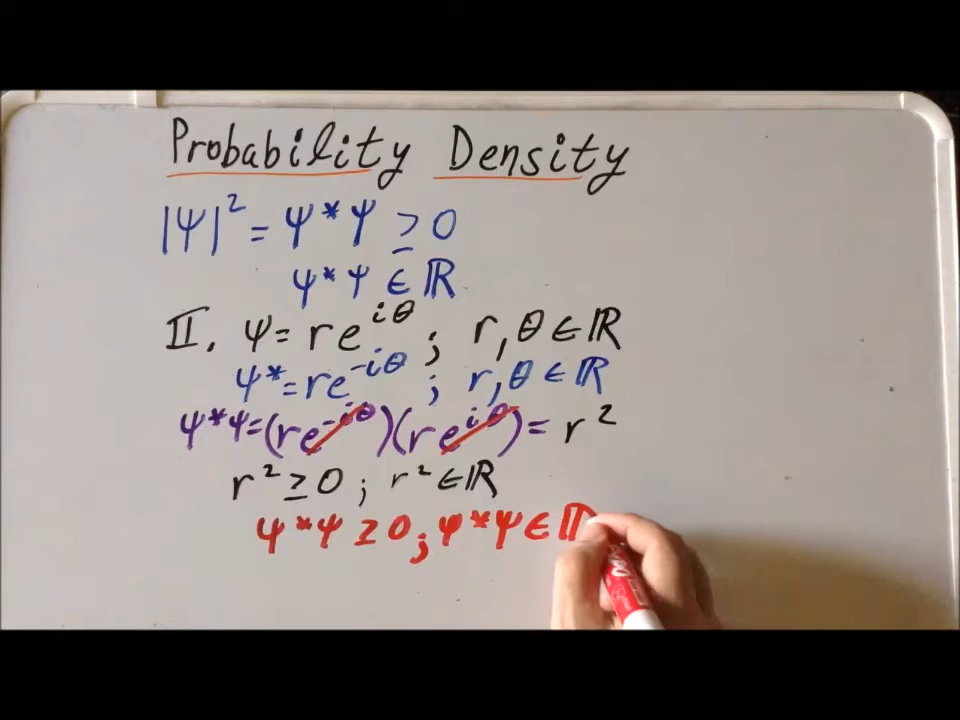 Probability Density
|Ψ|² = Ψ*Ψ ≥ 0
Ψ*Ψ ∈ ℝ
II. Ψ = re^{iθ} ; r,θ ∈ ℝ
Ψ* = re^{-iθ} ; r,θ ∈ ℝ
Ψ*Ψ = (re^{-iθ})(re^{iθ}) = r²
r² ≥ 0 ; r² ∈ ℝ
Ψ*Ψ ≥ 0 ; Ψ*Ψ ∈ ℝ